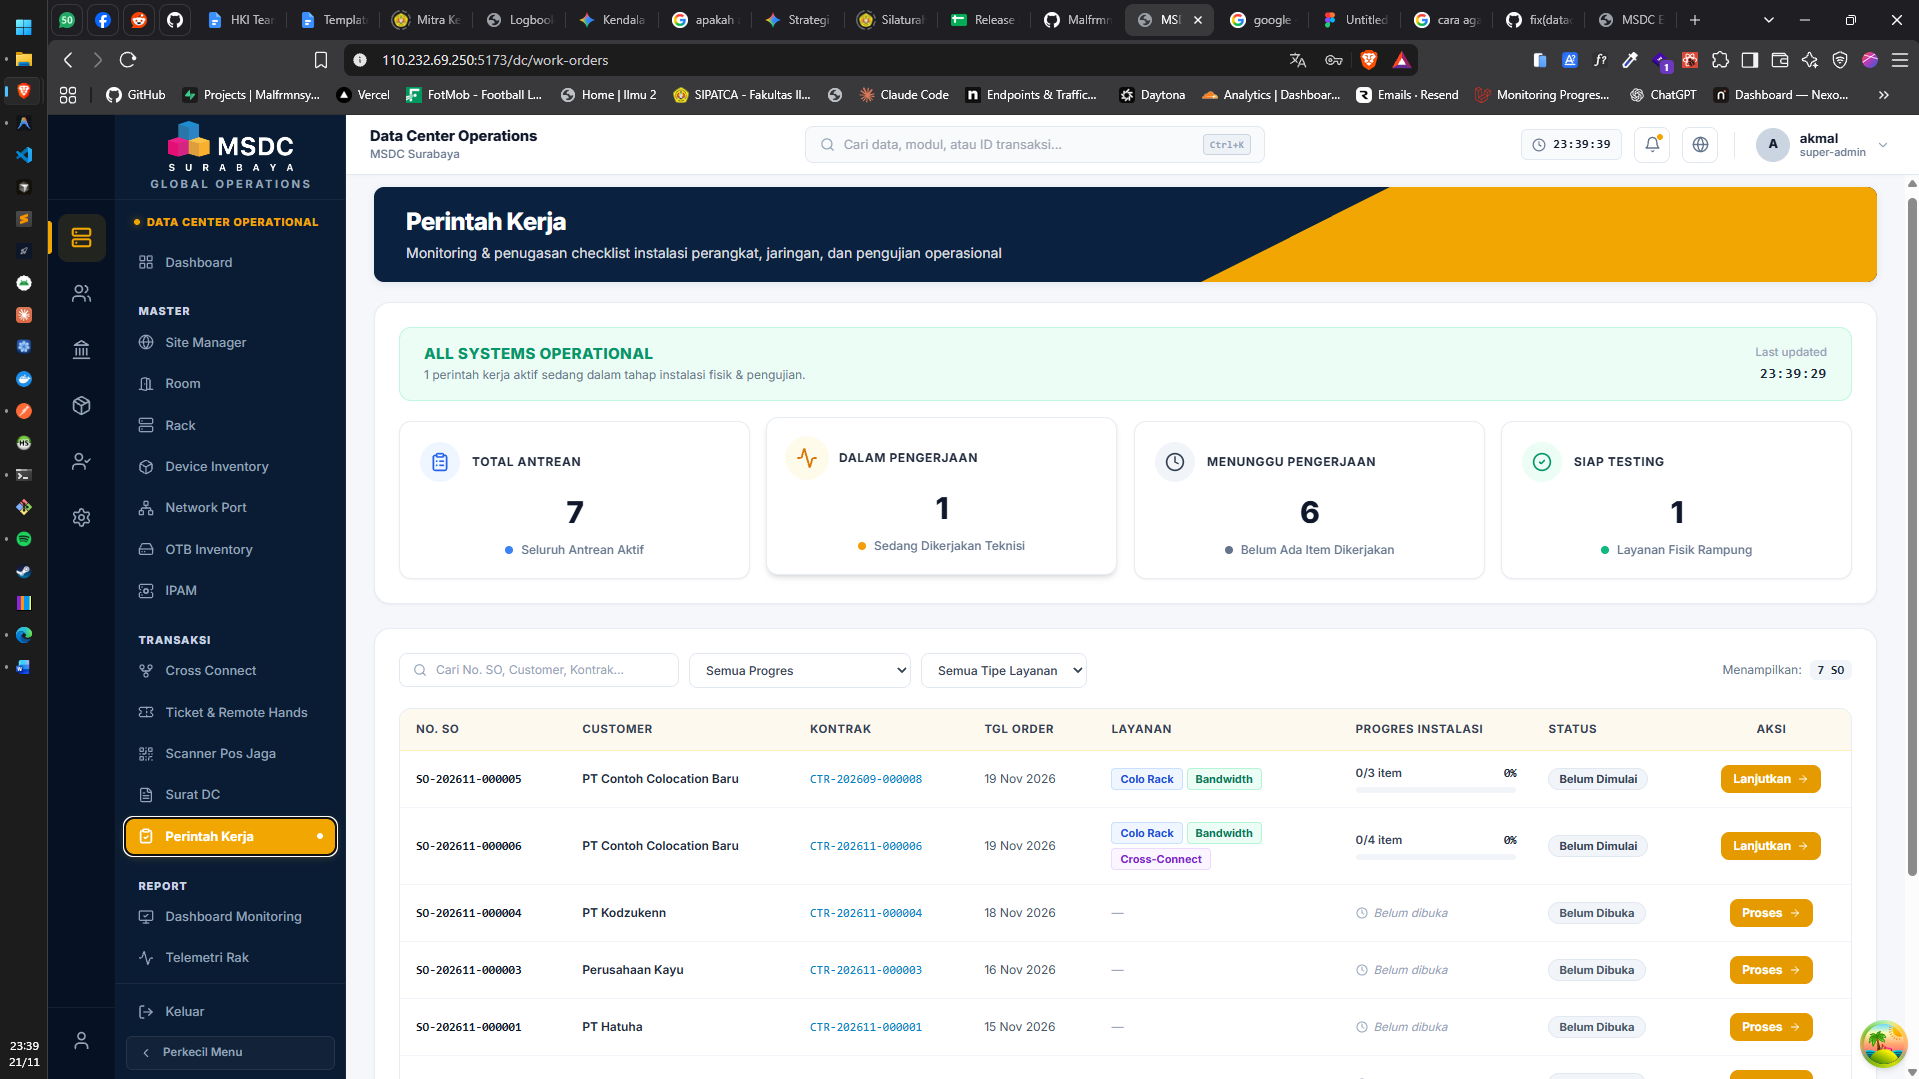 50
HKI Tear
Templat
Mitra Ke
Logboo
Kendala
apakah
Strategi
Silaturah
Release
Malfrmn
MSD
google
Untitled
cara aga
fix(datac
MSDC E
110.232.69.250:5173/dc/work-orders
1
GitHub
Projects | Malfrmnsy...
Vercel
FotMob - Football L...
Home | Ilmu 2
SIPATCA - Fakultas Il...
Claude Code
Endpoints & Traffic...
Daytona
Analytics | Dashboar...
Emails · Resend
Monitoring Progres...
ChatGPT
Dashboard — Nexo...
MSDC
SURABAYA
GLOBAL OPERATIONS
DATA CENTER OPERATIONAL
Dashboard
MASTER
Site Manager
Room
Rack
Device Inventory
Network Port
OTB Inventory
IPAM
TRANSAKSI
Cross Connect
Ticket & Remote Hands
Scanner Pos Jaga
Surat DC
Perintah Kerja
REPORT
Dashboard Monitoring
Telemetri Rak
Keluar
Perkecil Menu
23:39
21/11
Data Center Operations
MSDC Surabaya
Cari data, modul, atau ID transaksi...
Ctrl+K
23:39:39
A
akmal
super-admin
Perintah Kerja
Monitoring & penugasan checklist instalasi perangkat, jaringan, dan pengujian operasional
ALL SYSTEMS OPERATIONAL
1 perintah kerja aktif sedang dalam tahap instalasi fisik & pengujian.
Last updated
23:39:29
TOTAL ANTREAN
7
Seluruh Antrean Aktif
DALAM PENGERJAAN
1
Sedang Dikerjakan Teknisi
MENUNGGU PENGERJAAN
6
Belum Ada Item Dikerjakan
SIAP TESTING
1
Layanan Fisik Rampung
Cari No. SO, Customer, Kontrak...
Semua Progres
Semua Tipe Layanan
Menampilkan: 7 SO
NO. SO CUSTOMER KONTRAK TGL ORDER LAYANAN PROGRES INSTALASI STATUS AKSI
SO-202611-000005 PT Contoh Colocation Baru CTR-202609-000008 19 Nov 2026 Colo Rack Bandwidth 0/3 item 0% Belum Dimulai Lanjutkan →
SO-202611-000006 PT Contoh Colocation Baru CTR-202611-000006 19 Nov 2026 Colo Rack Bandwidth Cross-Connect 0/4 item 0% Belum Dimulai Lanjutkan →
SO-202611-000004 PT Kodzukenn CTR-202611-000004 18 Nov 2026 — Belum dibuka Belum Dibuka Proses →
SO-202611-000003 Perusahaan Kayu CTR-202611-000003 16 Nov 2026 — Belum dibuka Belum Dibuka Proses →
SO-202611-000001 PT Hatuha CTR-202611-000001 15 Nov 2026 — Belum dibuka Belum Dibuka Proses →